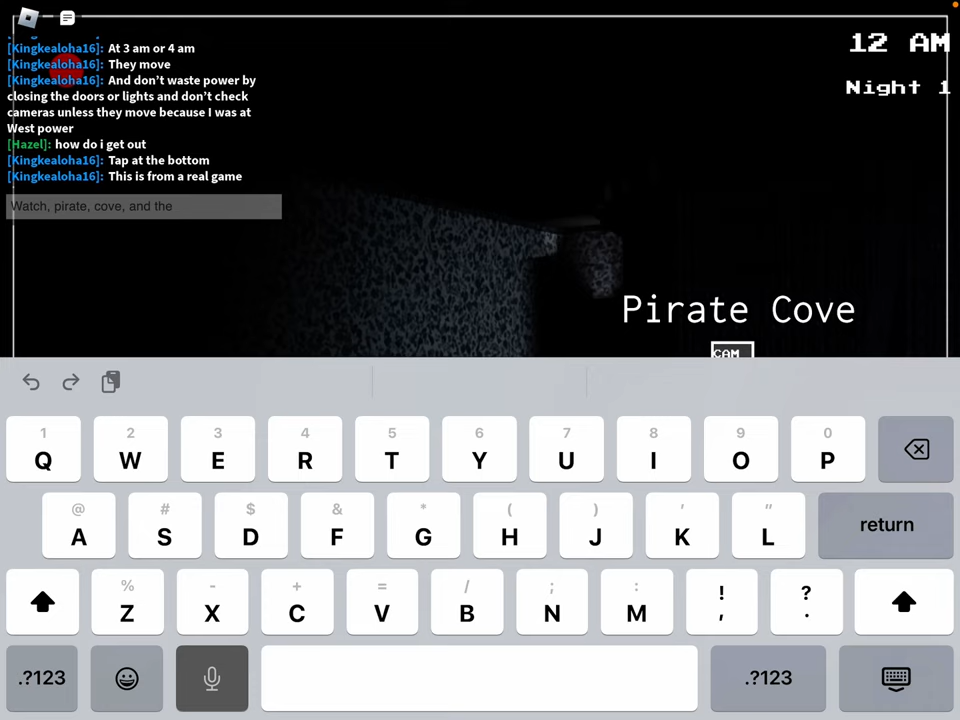 [Kingkealoha16]: At 3 am or 4 am
[Kingkealoha16]: They move
[Kingkealoha16]: And don't waste power by
closing the doors or lights and don't check
cameras unless they move because I was at
West power
[Hazel]: how do i get out
[Kingkealoha16]: Tap at the bottom
[Kingkealoha16]: This is from a real game
Watch, pirate, cove, and the
12 AM
Night 1
Pirate Cove
CAM
1 2 3 4 5 6 7 8 9 0
Q W E R T Y U I O P
@ # $ & * ( ) ' "
A S D F G H J K L return
% - + = / ; : ! ?
Z X C V B N M , .
.?123 .?123